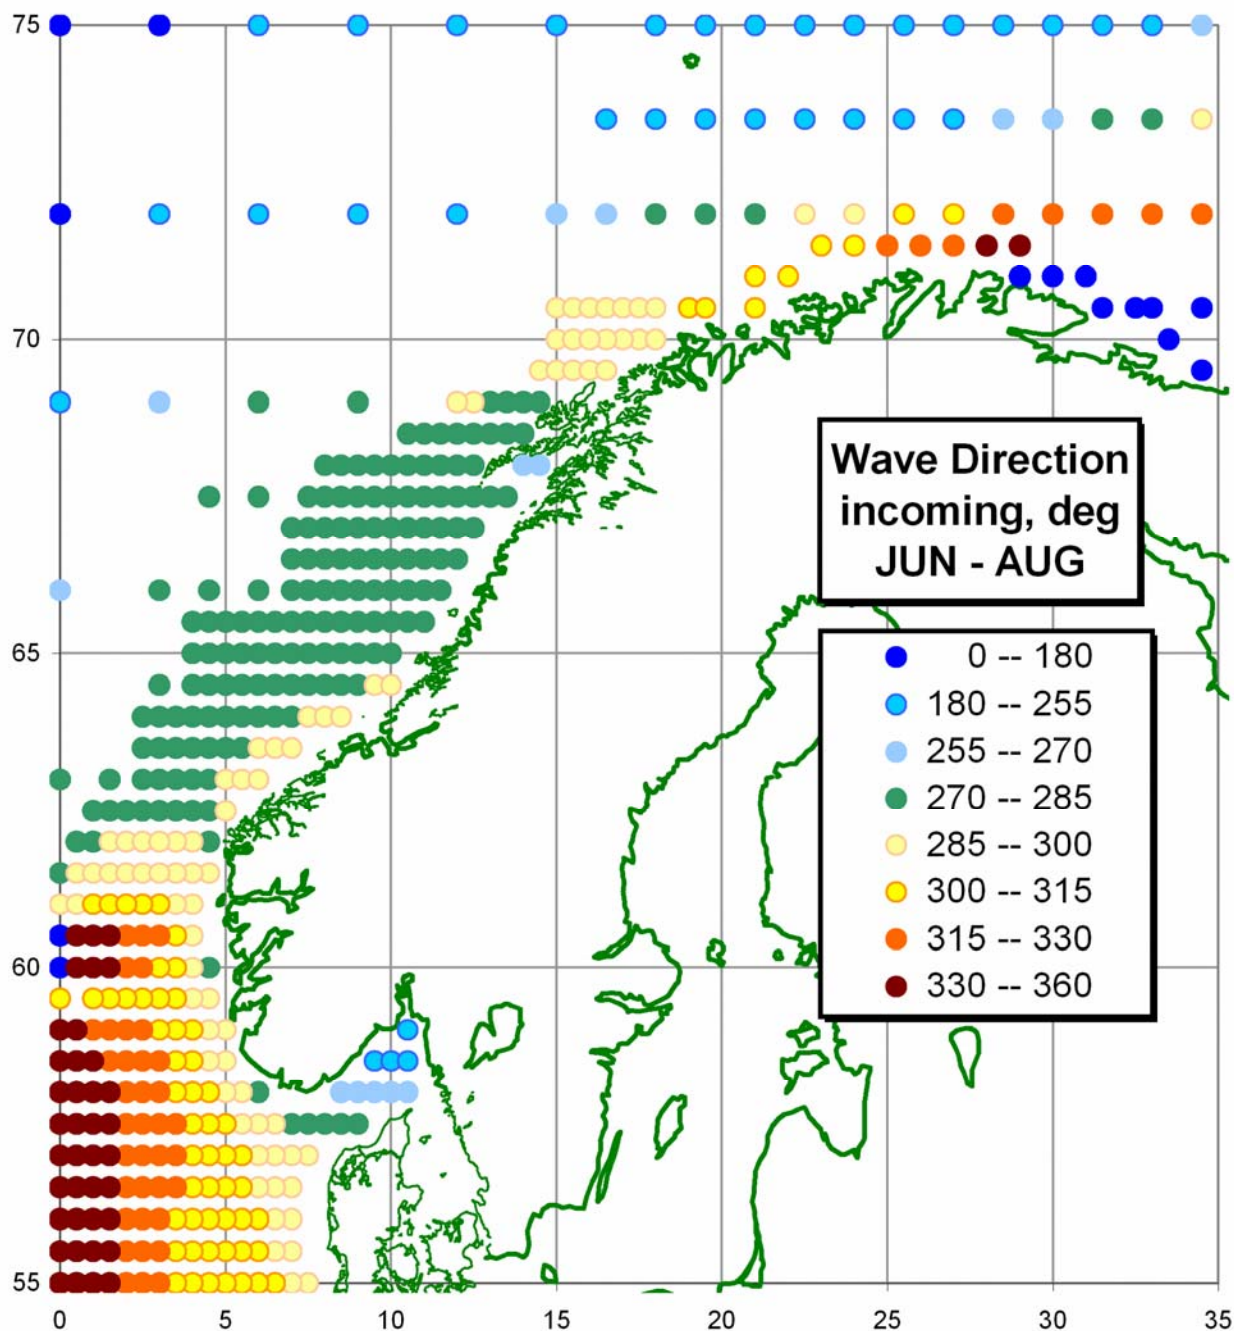 75
70
65
60
55
0 5 10 15 20 25 30 35
Wave Direction
incoming, deg
JUN - AUG
0 -- 180
180 -- 255
255 -- 270
270 -- 285
285 -- 300
300 -- 315
315 -- 330
330 -- 360